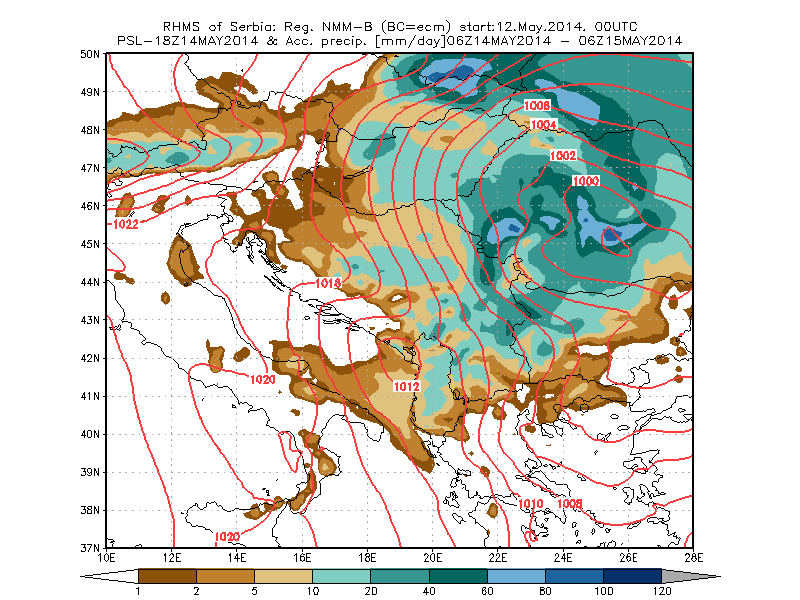 RHMS of Serbia: Reg. NMM-B (BC=ecm) start:12.May.2014. 00UTC
PSL-18Z14MAY2014 & Acc. precip. [mm/day]06Z14MAY2014 - 06Z15MAY2014
50N
49N
48N
47N
46N
45N
44N
43N
42N
41N
40N
39N
38N
37N
1008
1004
1002
1000
1022
1018
1020
1012
1010
1008
1020
10E 12E 14E 16E 18E 20E 22E 24E 26E 28E
1 2 5 10 20 40 60 80 100 120